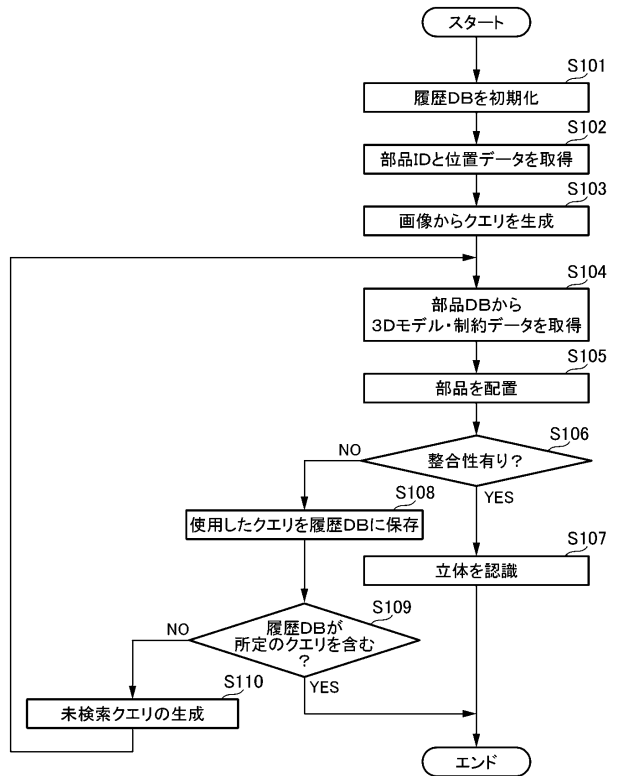 スタート
S101
履歴DBを初期化
S102
部品IDと位置データを取得
S103
画像からクエリを生成
S104
部品DBから
3Dモデル・制約データを取得
S105
部品を配置
S106
整合性有り?
NO
YES
S108
使用したクエリを履歴DBに保存
S107
立体を認識
S109
履歴DBが
所定のクエリを含む
?
NO
YES
S110
未検索クエリの生成
エンド